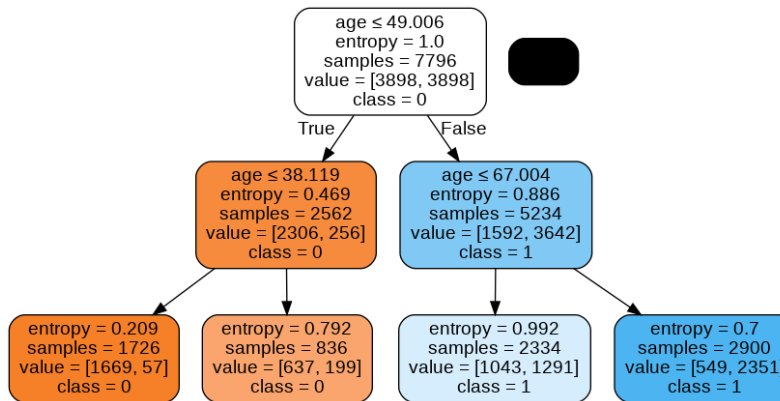 age ≤ 49.006
entropy = 1.0
samples = 7796
value = [3898, 3898]
class = 0
True
False
age ≤ 38.119
entropy = 0.469
samples = 2562
value = [2306, 256]
class = 0
age ≤ 67.004
entropy = 0.886
samples = 5234
value = [1592, 3642]
class = 1
entropy = 0.209
samples = 1726
value = [1669, 57]
class = 0
entropy = 0.792
samples = 836
value = [637, 199]
class = 0
entropy = 0.992
samples = 2334
value = [1043, 1291]
class = 1
entropy = 0.7
samples = 2900
value = [549, 2351]
class = 1